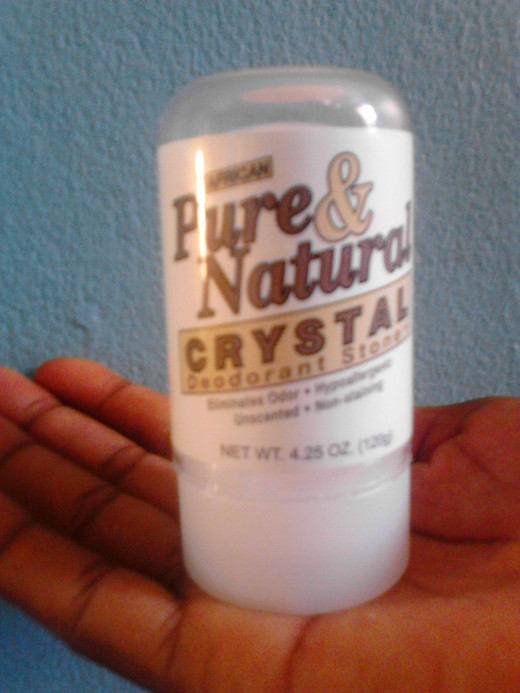 AFRICAN
Pure &
Natural
CRYSTAL
Deodorant Stone
Eliminates Odor • Hypoallergenic
Unscented • Non-staining
NET WT. 4.25 OZ. (120g)